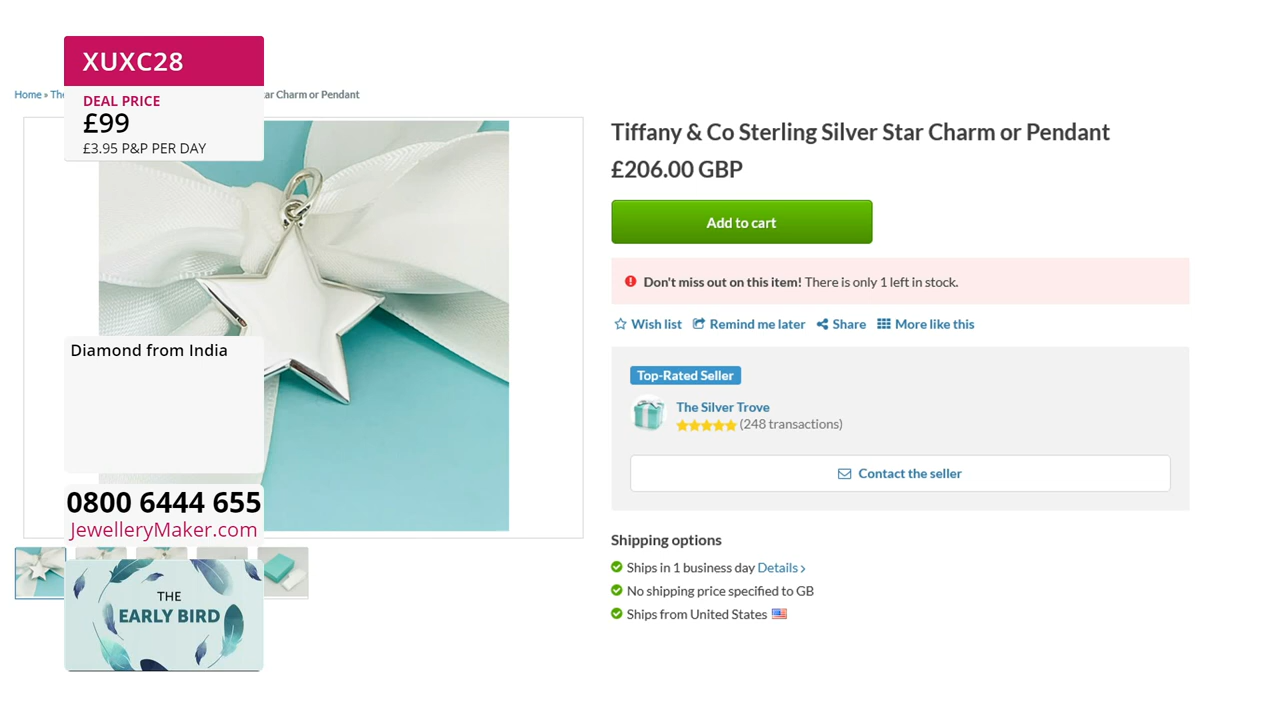 XUXC28
DEAL PRICE
£99
£3.95 P&P PER DAY
Home » The
ar Charm or Pendant
Diamond from India
0800 6444 655
JewelleryMaker.com
THE
EARLY BIRD
Tiffany & Co Sterling Silver Star Charm or Pendant
£206.00 GBP
Add to cart
Don't miss out on this item! There is only 1 left in stock.
Wish list Remind me later Share More like this
Top-Rated Seller
The Silver Trove
(248 transactions)
Contact the seller
Shipping options
Ships in 1 business day Details ›
No shipping price specified to GB
Ships from United States